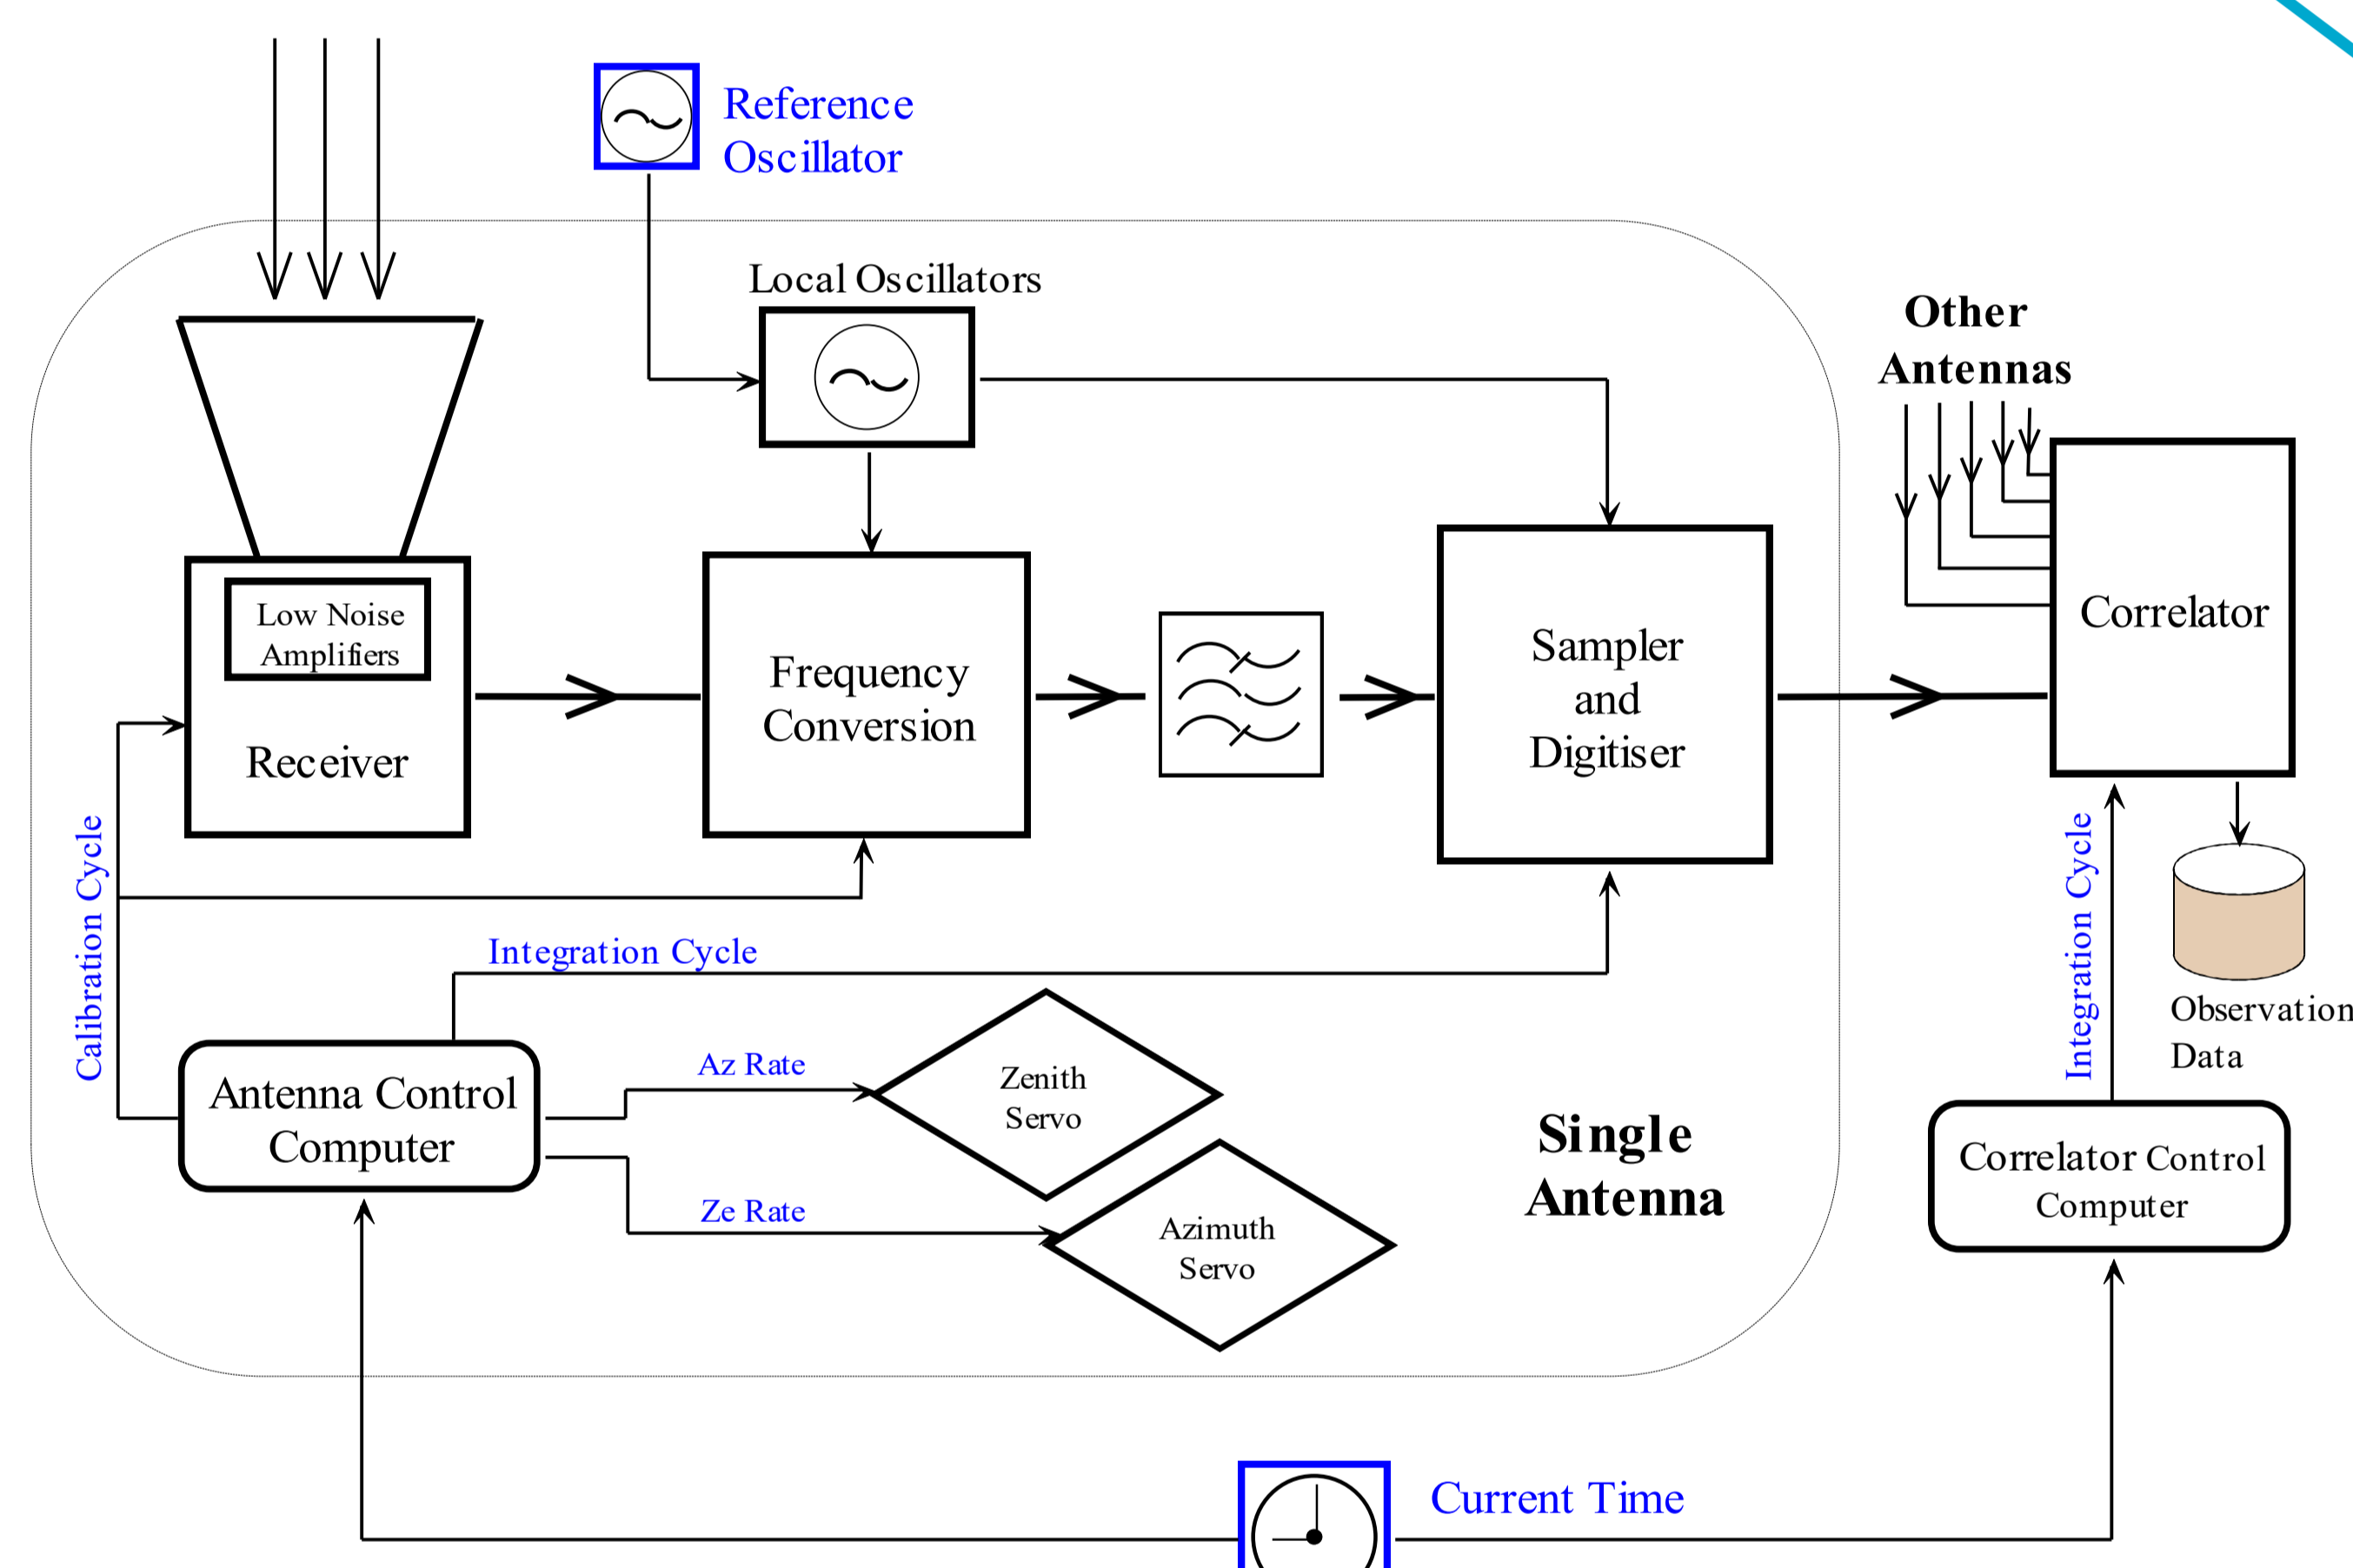 Reference
Oscillator
Local Oscillators
Other
Antennas
Low Noise
Amplifiers
Receiver
Frequency
Conversion
Sampler
and
Digitiser
Correlator
Calibration Cycle
Integration Cycle
Integration Cycle
Observation
Data
Antenna Control
Computer
Az Rate
Zenith
Servo
Ze Rate
Azimuth
Servo
Single
Antenna
Correlator Control
Computer
Current Time